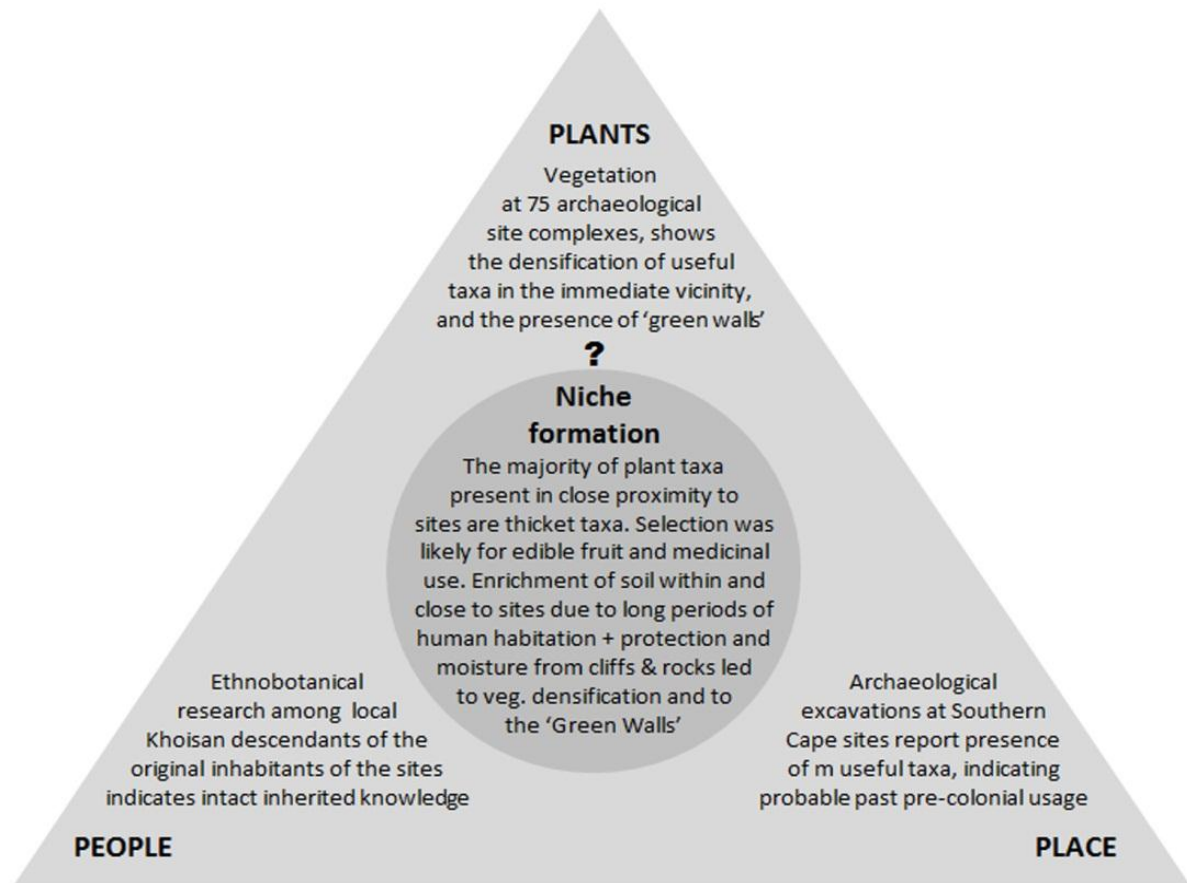 PLANTS
Vegetation
at 75 archaeological
site complexes, shows
the densification of useful
taxa in the immediate vicinity,
and the presence of ‘green walls’
?
Niche
formation
The majority of plant taxa
present in close proximity to
sites are thicket taxa. Selection was
likely for edible fruit and medicinal
use. Enrichment of soil within and
close to sites due to long periods of
human habitation + protection and
moisture from cliffs & rocks led
to veg. densification and to
the ‘Green Walls’
Ethnobotanical
research among local
Khoisan descendants of the
original inhabitants of the sites
indicates intact inherited knowledge
PEOPLE
Archaeological
excavations at Southern
Cape sites report presence
of m useful taxa, indicating
probable past pre-colonial usage
PLACE